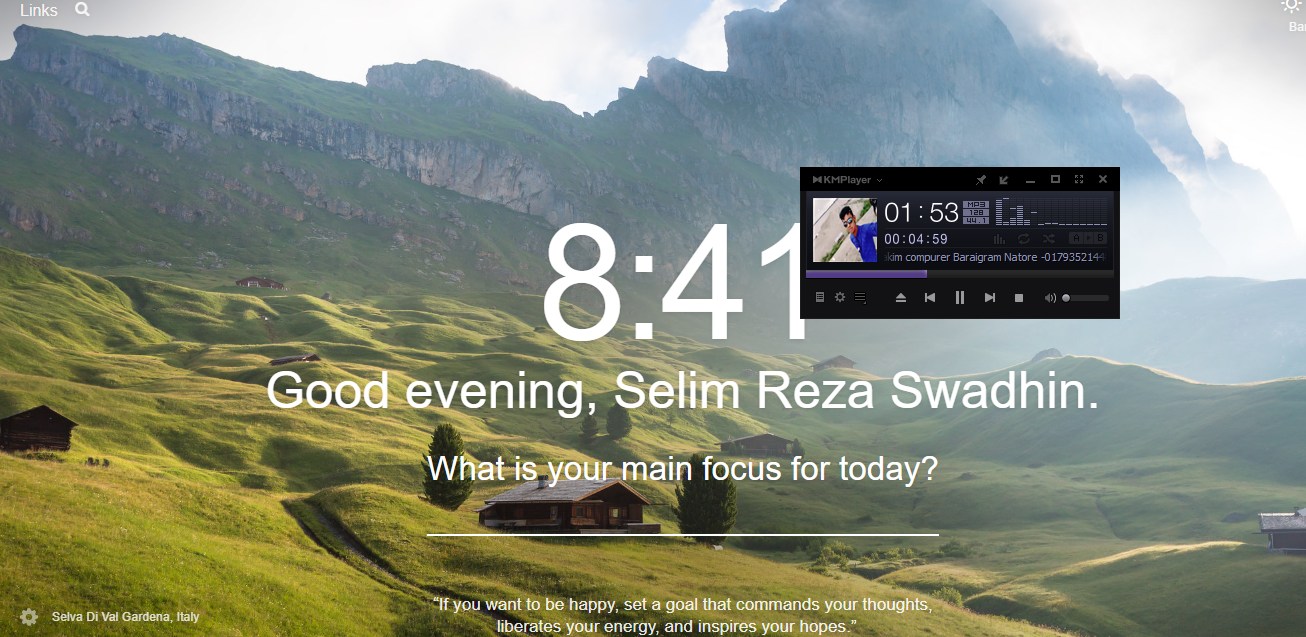 Links
KMPlayer
01:53
MP3
128
44.1
00:04:59
A B
kim compurer Baraigram Natore -0179352144
8:41
Good evening, Selim Reza Swadhin.
What is your main focus for today?
“If you want to be happy, set a goal that commands your thoughts,
liberates your energy, and inspires your hopes.”
Selva Di Val Gardena, Italy